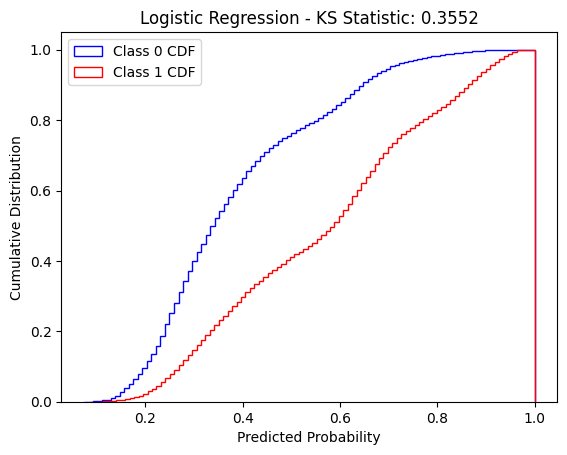 Logistic Regression - KS Statistic: 0.3552
Class 0 CDF
Class 1 CDF
Cumulative Distribution
1.0
0.8
0.6
0.4
0.2
0.0
0.2
0.4
0.6
0.8
1.0
Predicted Probability